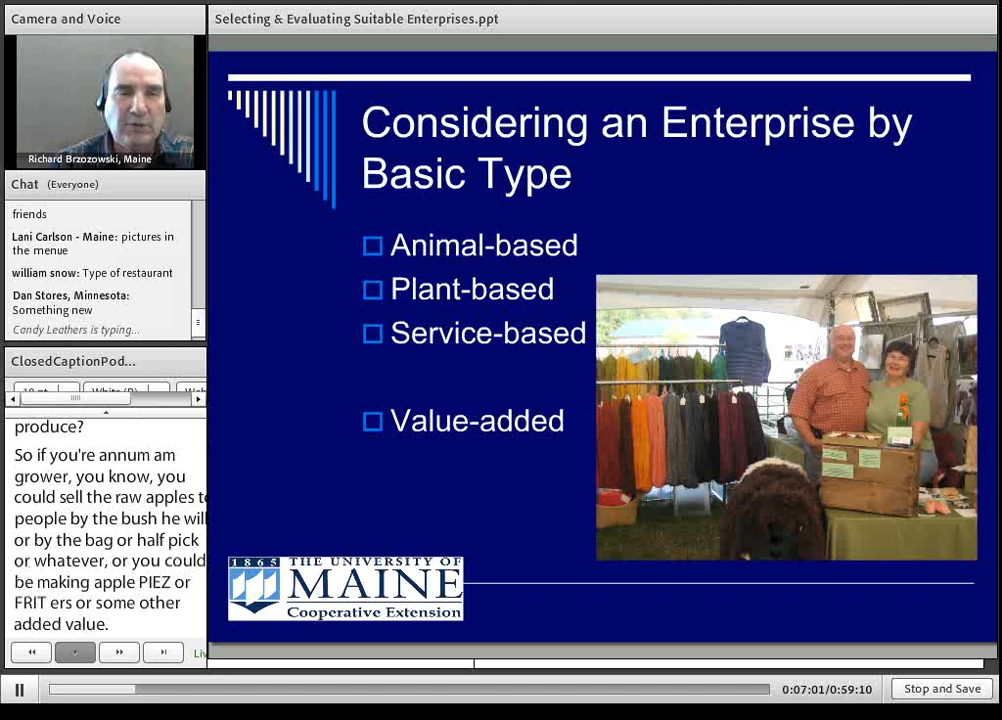 Camera and Voice
Richard Brzozowski, Maine
Chat (Everyone)
friends
Lani Carlson - Maine: pictures in
the menue
william snow: Type of restaurant
Dan Stores, Minnesota:
Something new
Candy Leathers is typing...
ClosedCaptionPod...
produce?
So if you're annum am
grower, you know, you
could sell the raw apples to
people by the bush he will
or by the bag or half pick
or whatever, or you could
be making apple PIEZ or
FRIT ers or some other
added value.
Liv
Selecting & Evaluating Suitable Enterprises.ppt
Considering an Enterprise by
Basic Type
Animal-based
Plant-based
Service-based
Value-added
1865 THE UNIVERSITY OF
MAINE
Cooperative Extension
0:07:01/0:59:10
Stop and Save